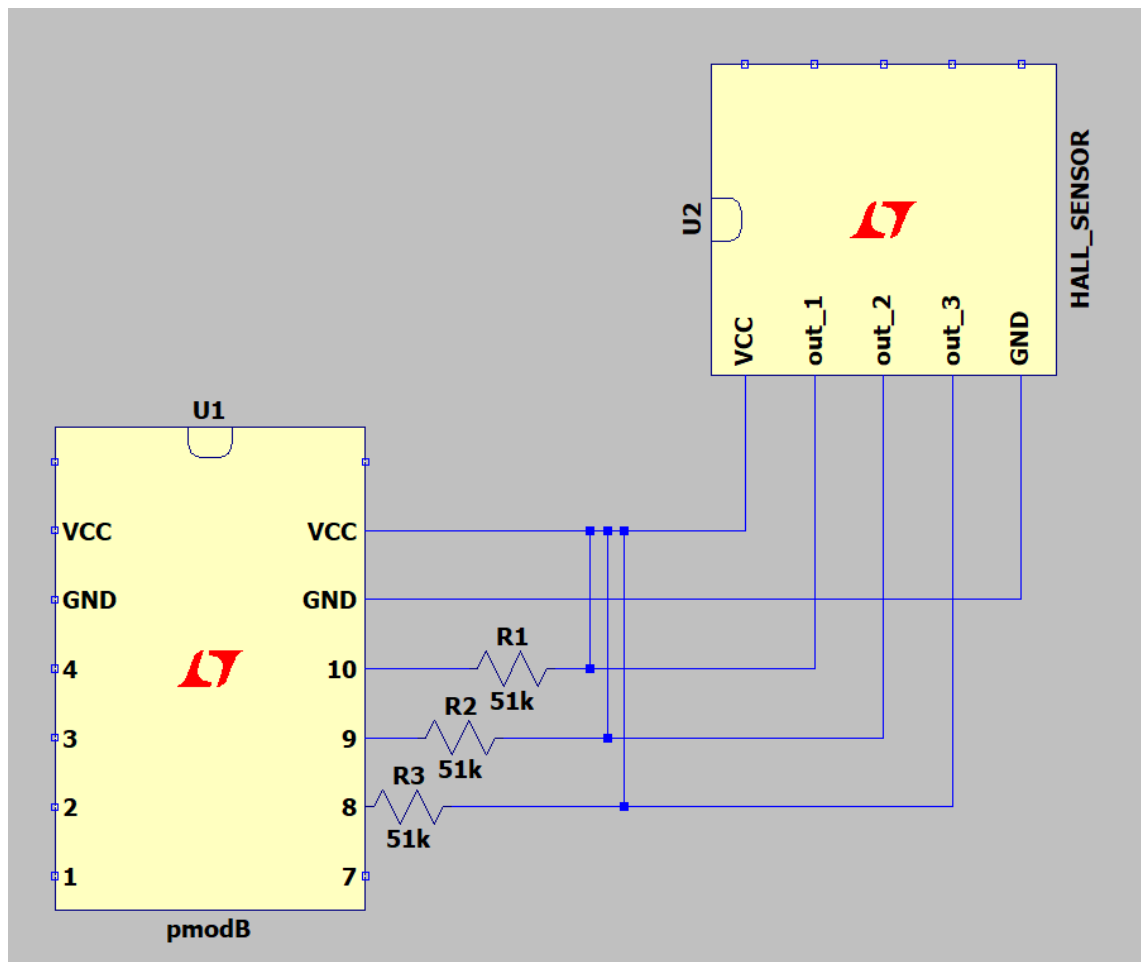 U2
HALL_SENSOR
VCC
out_1
out_2
out_3
GND
U1
VCC
VCC
GND
GND
4
10
3
9
2
8
1
7
R1
51k
R2
51k
R3
51k
pmodB